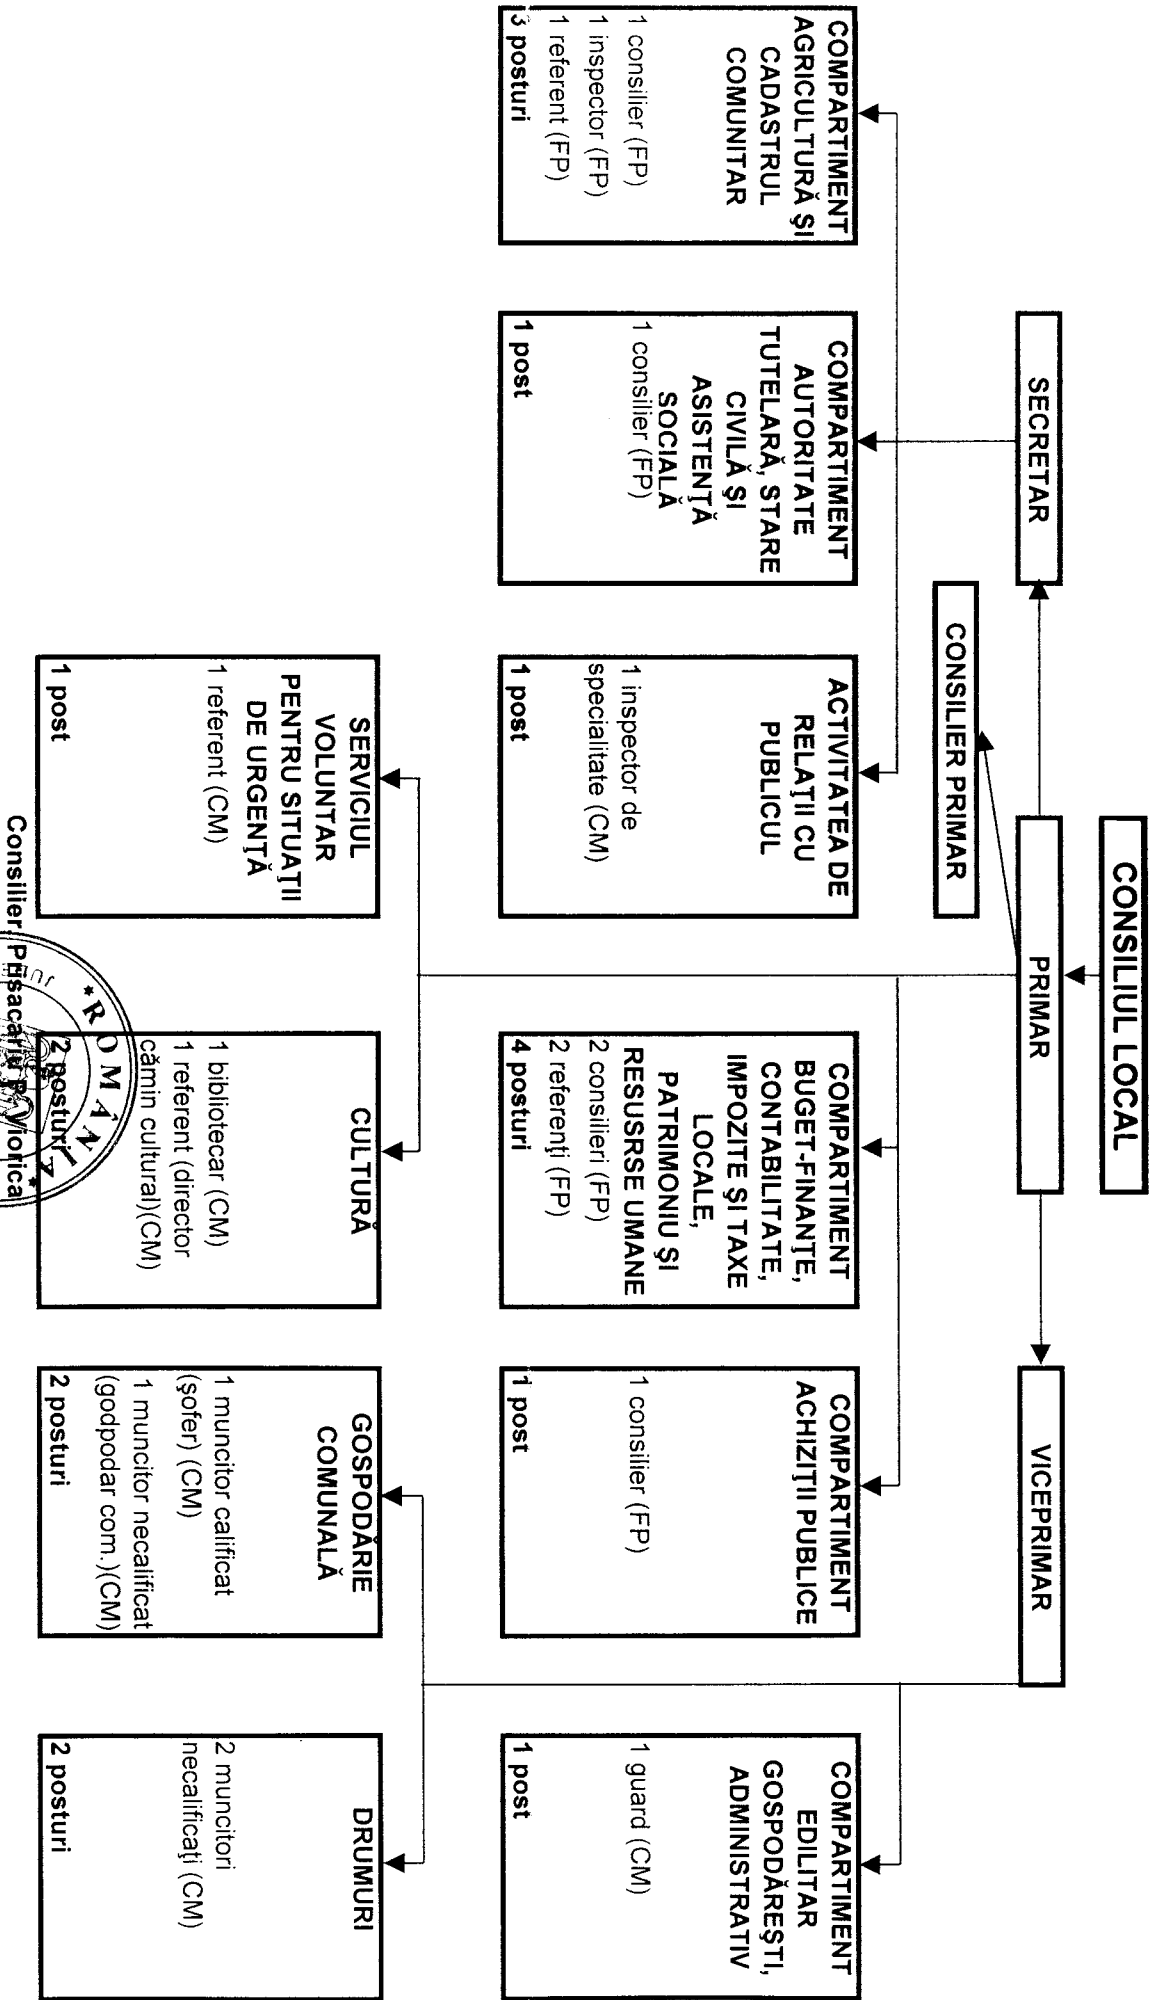 CONSILIUL LOCAL
SECRETAR
PRIMAR
VICEPRIMAR
CONSILIER PRIMAR
COMPARTIMENT
AGRICULTURĂ ŞI
CADASTRUL
COMUNITAR
1 consilier (FP)
1 inspector (FP)
1 referent (FP)
3 posturi
COMPARTIMENT
AUTORITATE
TUTELARĂ, STARE
CIVILĂ ŞI
ASISTENŢĂ
SOCIALĂ
1 consilier (FP)
1 post
ACTIVITATEA DE
RELAŢII CU
PUBLICUL
1 inspector de
specialitate (CM)
1 post
COMPARTIMENT
BUGET-FINANŢE,
CONTABILITATE,
IMPOZITE ŞI TAXE
LOCALE,
PATRIMONIU ŞI
RESUSRSE UMANE
2 consilieri (FP)
2 referenţi (FP)
4 posturi
COMPARTIMENT
ACHIZIŢII PUBLICE
1 consilier (FP)
1 post
COMPARTIMENT
EDILITAR
GOSPODĂREŞTI,
ADMINISTRATIV
1 guard (CM)
1 post
SERVICIUL
VOLUNTAR
PENTRU SITUAŢII
DE URGENŢĂ
1 referent (CM)
1 post
CULTURĂ
1 bibliotecar (CM)
1 referent (director
cămin cultural)(CM)
2 posturi
GOSPODĂRIE
COMUNALĂ
1 muncitor calificat
(şofer) (CM)
1 muncitor necalificat
(godpodar com.)(CM)
2 posturi
DRUMURI
2 muncitori
necalificaţi (CM)
2 posturi
*ROMÂNIA*
Consilier, Prisacariu P. Viorica